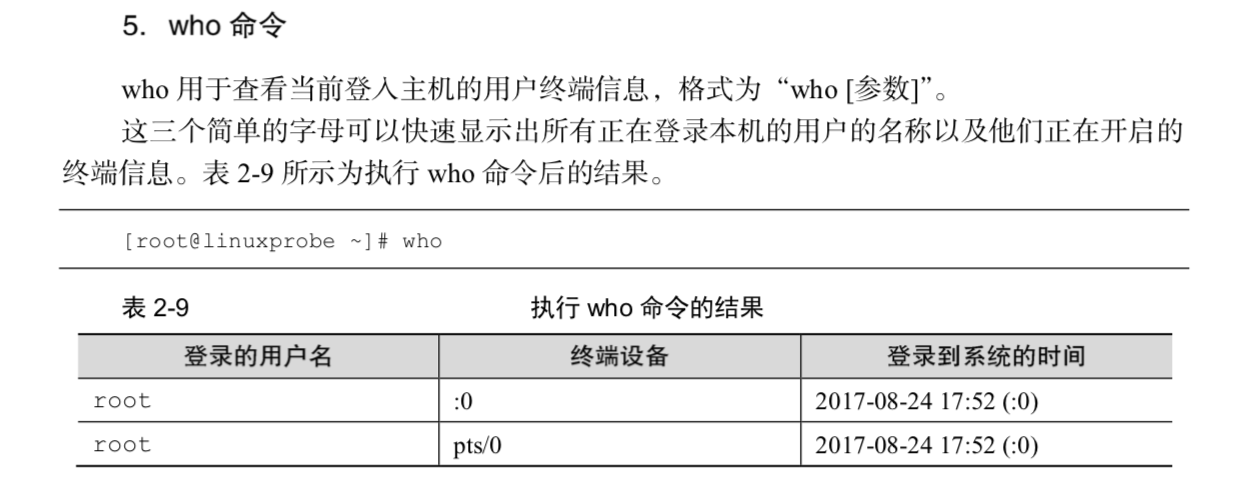 5. who 命令
who 用于查看当前登入主机的用户终端信息，格式为“who [参数]”。
这三个简单的字母可以快速显示出所有正在登录本机的用户的名称以及他们正在开启的
终端信息。表 2-9 所示为执行 who 命令后的结果。
[root@linuxprobe ~]# who
表 2-9 执行 who 命令的结果
登录的用户名 终端设备 登录到系统的时间
root :0 2017-08-24 17:52 (:0)
root pts/0 2017-08-24 17:52 (:0)